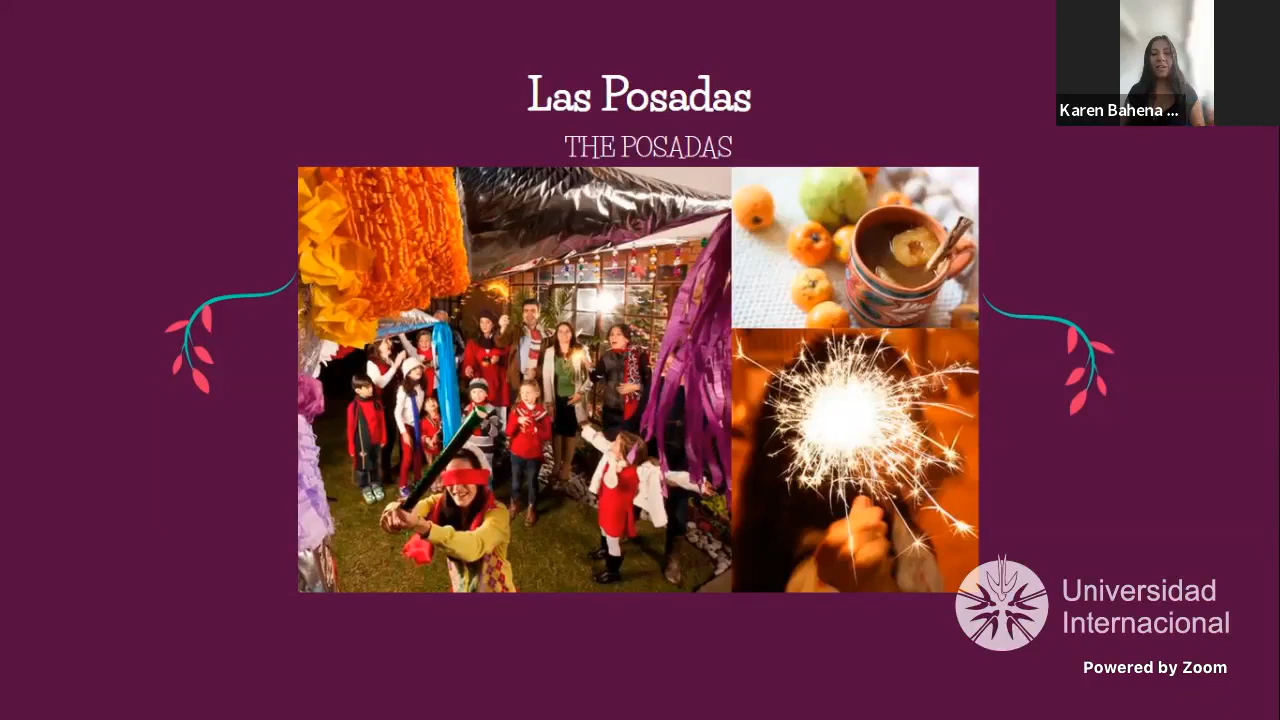 Las Posadas
THE POSADAS
Karen Bahena ...
Universidad
Internacional
Powered by Zoom